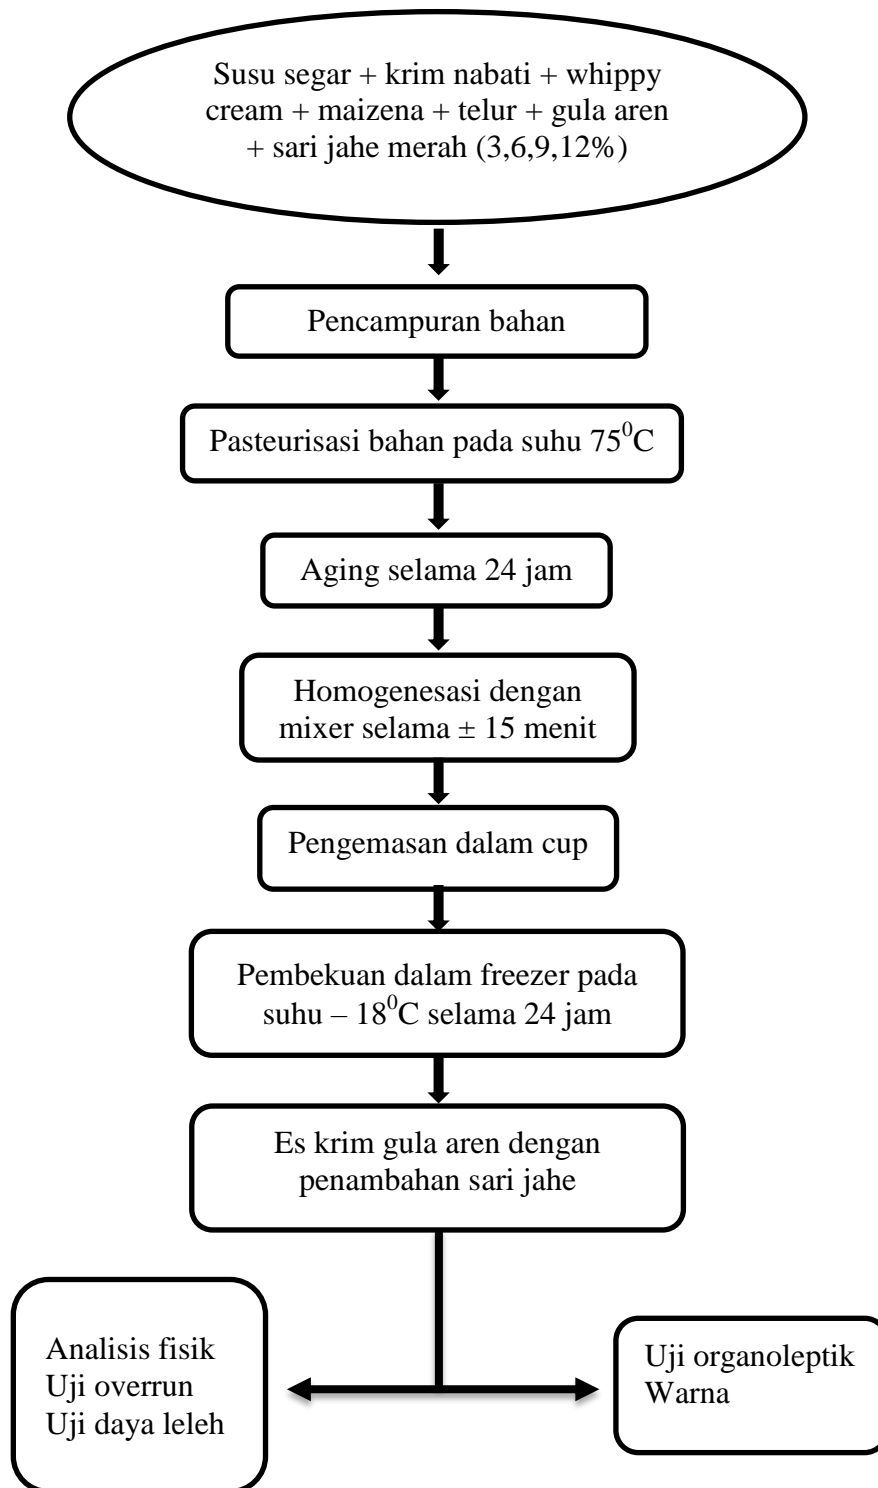 Susu segar + krim nabati + whippy
cream + maizena + telur + gula aren
+ sari jahe merah (3,6,9,12%)
Pencampuran bahan
Pasteurisasi bahan pada suhu 75⁰C
Aging selama 24 jam
Homogenesasi dengan
mixer selama ± 15 menit
Pengemasan dalam cup
Pembekuan dalam freezer pada
suhu – 18⁰C selama 24 jam
Es krim gula aren dengan
penambahan sari jahe
Analisis fisik
Uji overrun
Uji daya leleh
Uji organoleptik
Warna